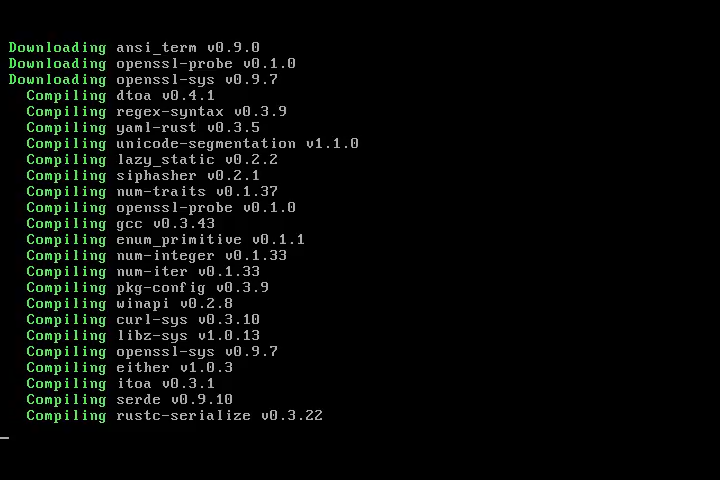 Downloading ansi_term v0.9.0
Downloading openssl-probe v0.1.0
Downloading openssl-sys v0.9.7
Compiling dtoa v0.4.1
Compiling regex-syntax v0.3.9
Compiling yaml-rust v0.3.5
Compiling unicode-segmentation v1.1.0
Compiling lazy_static v0.2.2
Compiling siphasher v0.2.1
Compiling num-traits v0.1.37
Compiling openssl-probe v0.1.0
Compiling gcc v0.3.43
Compiling enum_primitive v0.1.1
Compiling num-integer v0.1.33
Compiling num-iter v0.1.33
Compiling pkg-config v0.3.9
Compiling winapi v0.2.8
Compiling curl-sys v0.3.10
Compiling libz-sys v1.0.13
Compiling openssl-sys v0.9.7
Compiling either v1.0.3
Compiling itoa v0.3.1
Compiling serde v0.9.10
Compiling rustc-serialize v0.3.22